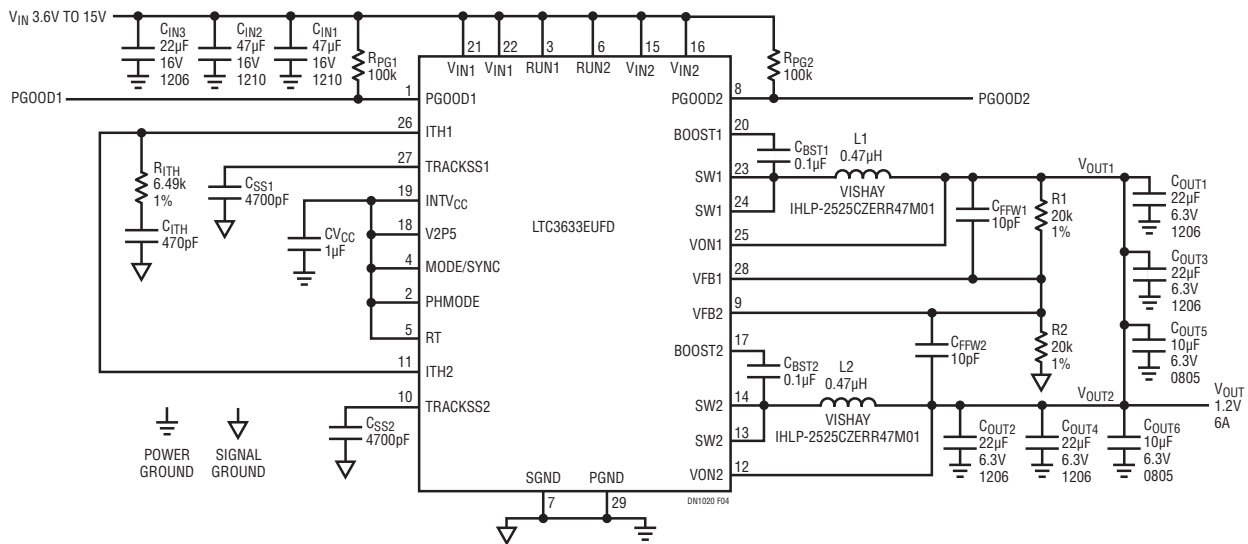 VIN 3.6V TO 15V
CIN3
22µF
16V
1206
CIN2
47µF
16V
1210
CIN1
47µF
16V
1210
RPG1
100k
21
22
3
6
15
16
VIN1
VIN1
RUN1
RUN2
VIN2
VIN2
RPG2
100k
PGOOD1
1
PGOOD1
PGOOD2
8
PGOOD2
26
ITH1
BOOST1
20
CBST1
0.1µF
L1
0.47µH
VISHAY
IHLP-2525CZERR47M01
RITH
6.49k
1%
CITH
470pF
27
TRACKSS1
CSS1
4700pF
SW1
23
SW1
24
VOUT1
COUT1
22µF
6.3V
1206
19
INTVCC
CVCC
1µF
18
V2P5
LTC3633EUFD
VON1
25
CFFW1
10pF
R1
20k
1%
4
MODE/SYNC
VFB1
28
COUT3
22µF
6.3V
1206
2
PHMODE
VFB2
9
5
RT
BOOST2
17
CFFW2
10pF
R2
20k
1%
COUT5
10µF
6.3V
0805
11
ITH2
CBST2
0.1µF
L2
0.47µH
VISHAY
IHLP-2525CZERR47M01
10
TRACKSS2
CSS2
4700pF
SW2
14
SW2
13
VOUT2
VOUT
1.2V
6A
COUT2
22µF
6.3V
1206
COUT4
22µF
6.3V
1206
COUT6
10µF
6.3V
0805
VON2
12
POWER
GROUND
SIGNAL
GROUND
SGND
PGND
7
29
DN1020 F04